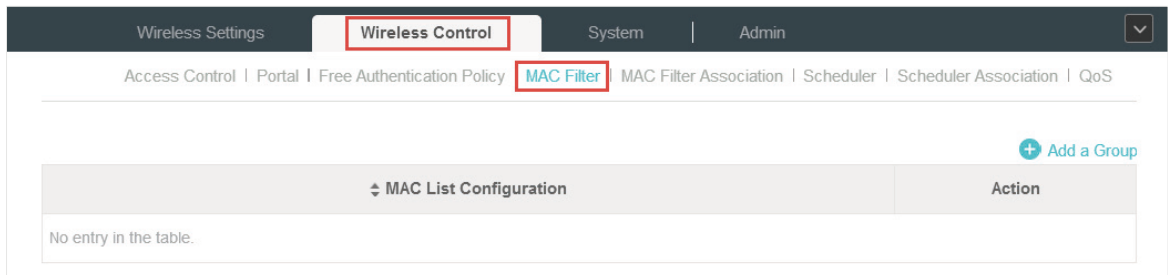 Wireless Settings Wireless Control System | Admin
Access Control | Portal | Free Authentication Policy | MAC Filter | MAC Filter Association | Scheduler | Scheduler Association | QoS
Add a Group
MAC List Configuration Action
No entry in the table.